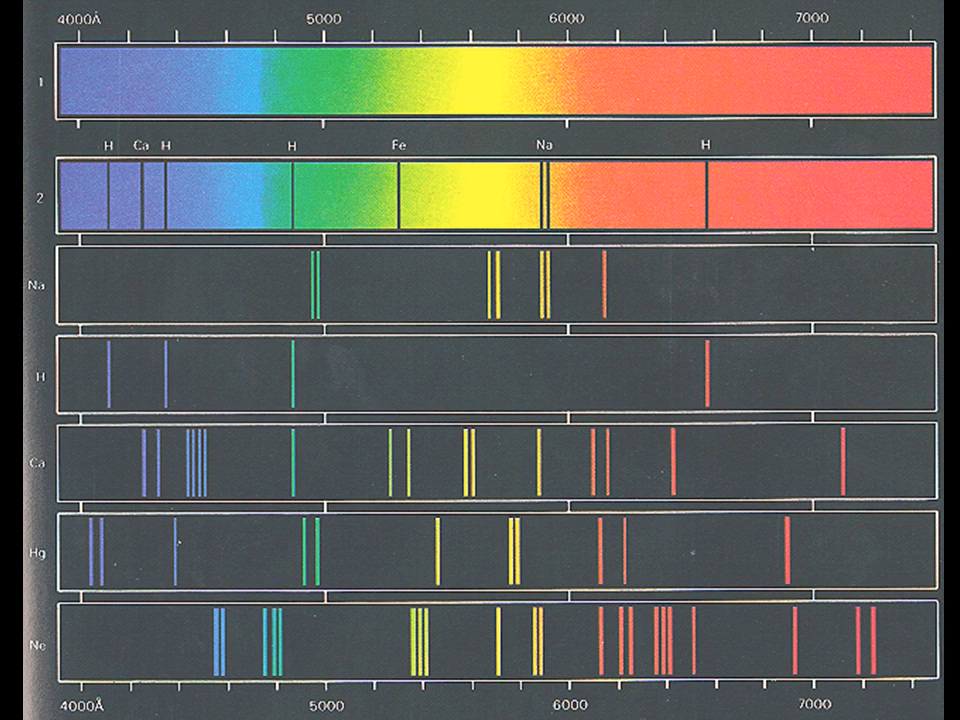 4000Å 5000 6000 7000
1
H Ca H H Fe Na H
2
Na
H
Ca
Hg
Ne
4000Å 5000 6000 7000